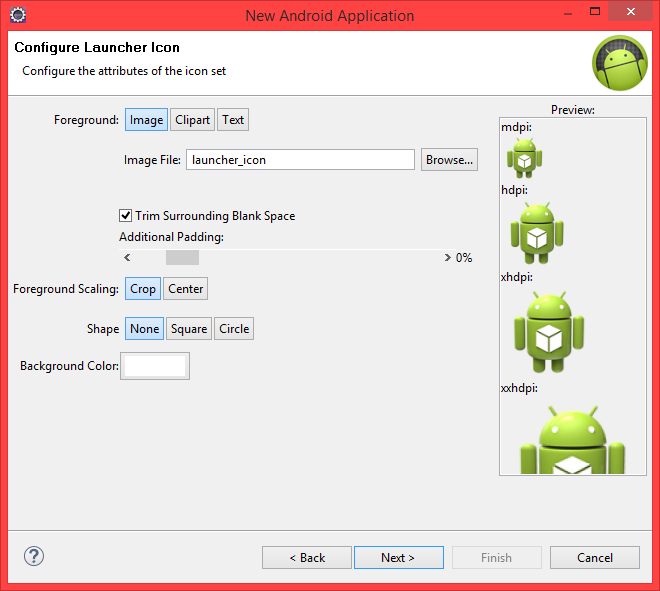 New Android Application
Configure Launcher Icon
Configure the attributes of the icon set
Foreground: Image Clipart Text
Image File: launcher_icon Browse...
Trim Surrounding Blank Space
Additional Padding:
0%
Foreground Scaling: Crop Center
Shape None Square Circle
Background Color:
Preview:
mdpi:
hdpi:
xhdpi:
xxhdpi:
? < Back Next > Finish Cancel